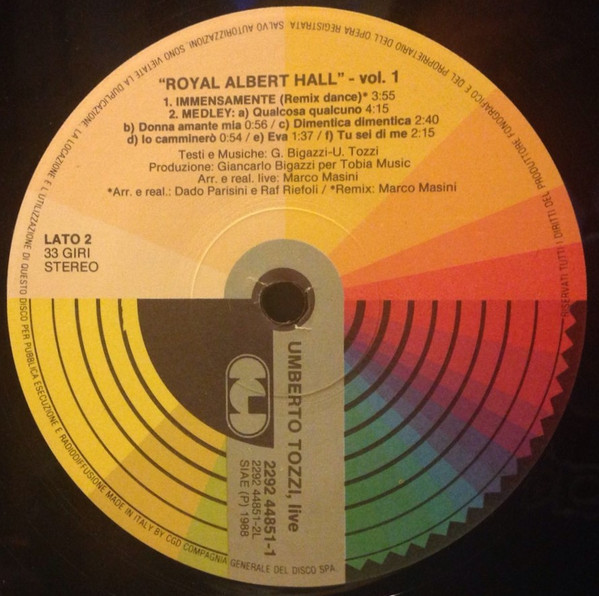 "ROYAL ALBERT HALL" - vol. 1
1. IMMENSAMENTE (Remix dance)* 3:55
2. MEDLEY: a) Qualcosa qualcuno 4:15
b) Donna amante mia 0:56 / c) Dimentica dimentica 2:40
d) Io camminerò 0:54 / e) Eva 1:37 / f) Tu sei di me 2:15
Testi e Musiche: G. Bigazzi-U. Tozzi
Produzione: Giancarlo Bigazzi per Tobia Music
Arr. e real. live: Marco Masini
*Arr. e real.: Dado Parisini e Raf Riefoli / *Remix: Marco Masini
LATO 2
33 GIRI
STEREO
UMBERTO TOZZI, live
2292 44851-1
2292 44851-2L
SIAE (P) 1988
MADE IN ITALY BY CGD COMPAGNIA GENERALE DEL DISCO SPA.
RISERVATI TUTTI I DIRITTI DEL PRODUTTORE FONOGRAFICO E DEL PROPRIETARIO DELL'OPERA REGISTRATA. SALVO AUTORIZZAZIONI, SONO VIETATE LA DUPLICAZIONE, LA LOCAZIONE E L'UTILIZZAZIONE DI QUESTO DISCO PER PUBBLICA ESECUZIONE E RADIODIFFUSIONE